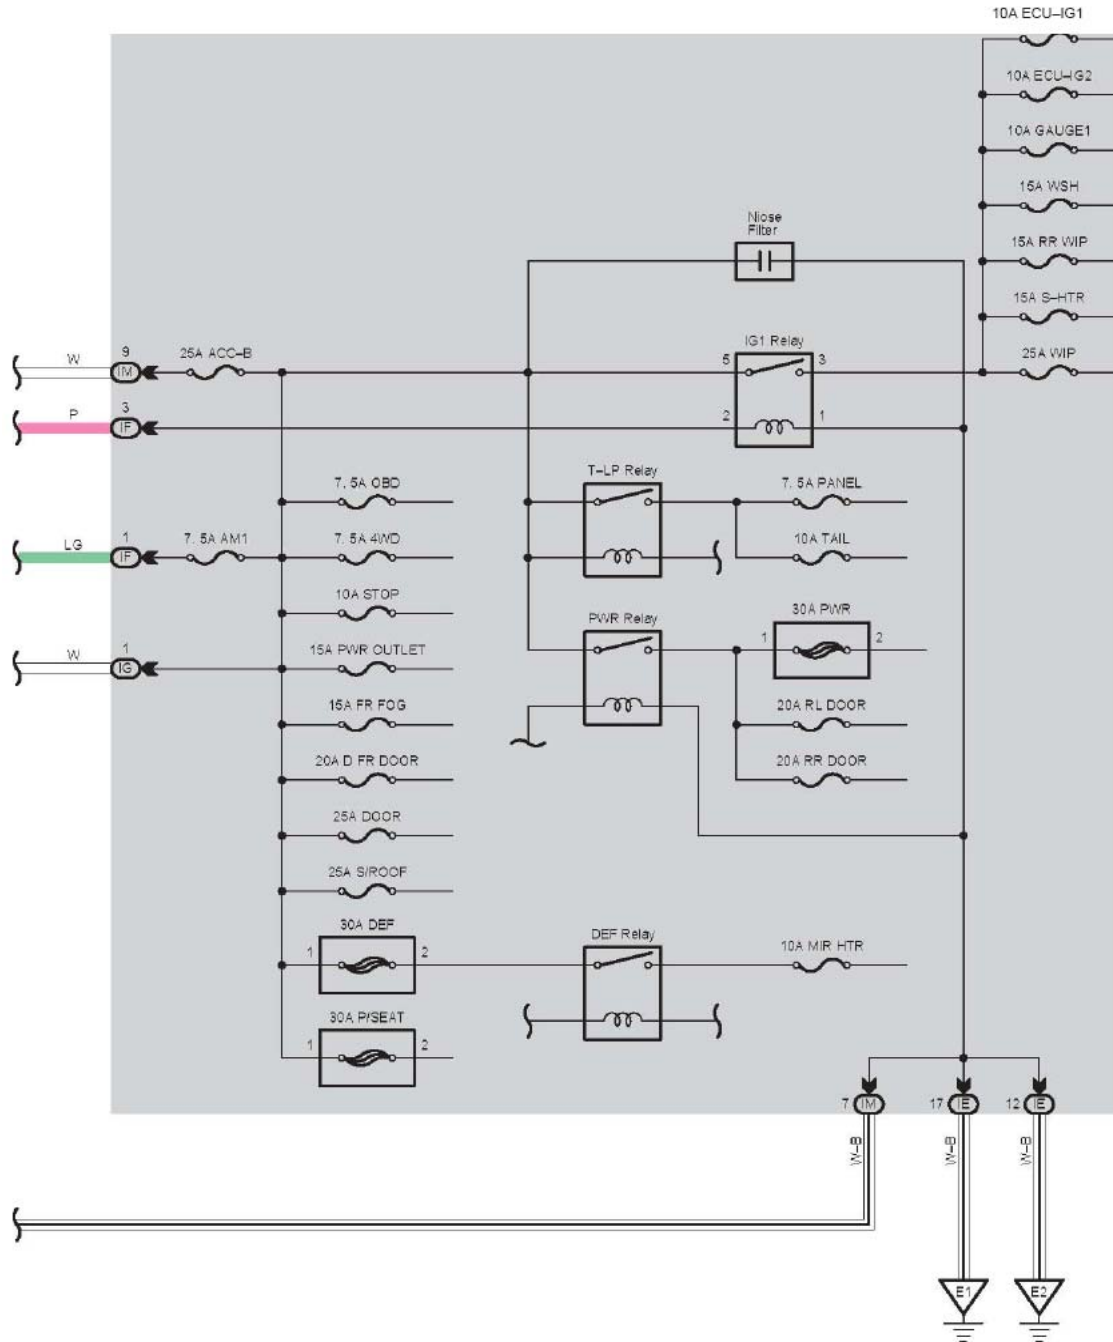 10A ECU–IG1
10A ECU–IG2
10A GAUGE1
15A WSH
Niose
Filter
15A RR WIP
15A S–HTR
W
9
IM
25A ACC–B
IG1 Relay
5
3
25A WIP
P
3
IF
2
1
T–LP Relay
7. 5A OBD
7. 5A PANEL
LG
1
IF
7. 5A AM1
7. 5A 4WD
10A TAIL
10A STOP
PWR Relay
30A PWR
1
2
W
1
IG
15A PWR OUTLET
15A FR FOG
20A RL DOOR
20A D FR DOOR
20A RR DOOR
25A DOOR
25A S/ROOF
30A DEF
1
2
DEF Relay
10A MIR HTR
30A P/SEAT
1
2
7
IM
17
IE
12
IE
W–B
W–B
W–B
E1
E2